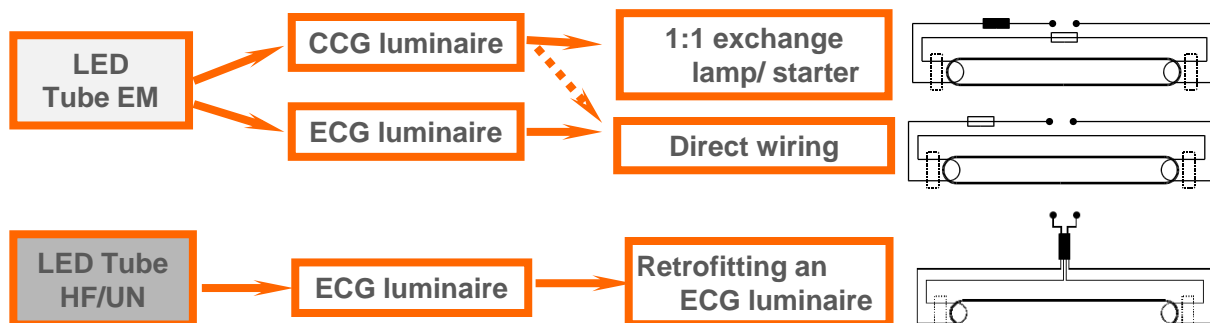 LED
Tube EM
CCG luminaire
ECG luminaire
1:1 exchange
lamp/ starter
Direct wiring
LED Tube
HF/UN
ECG luminaire
Retrofitting an
ECG luminaire